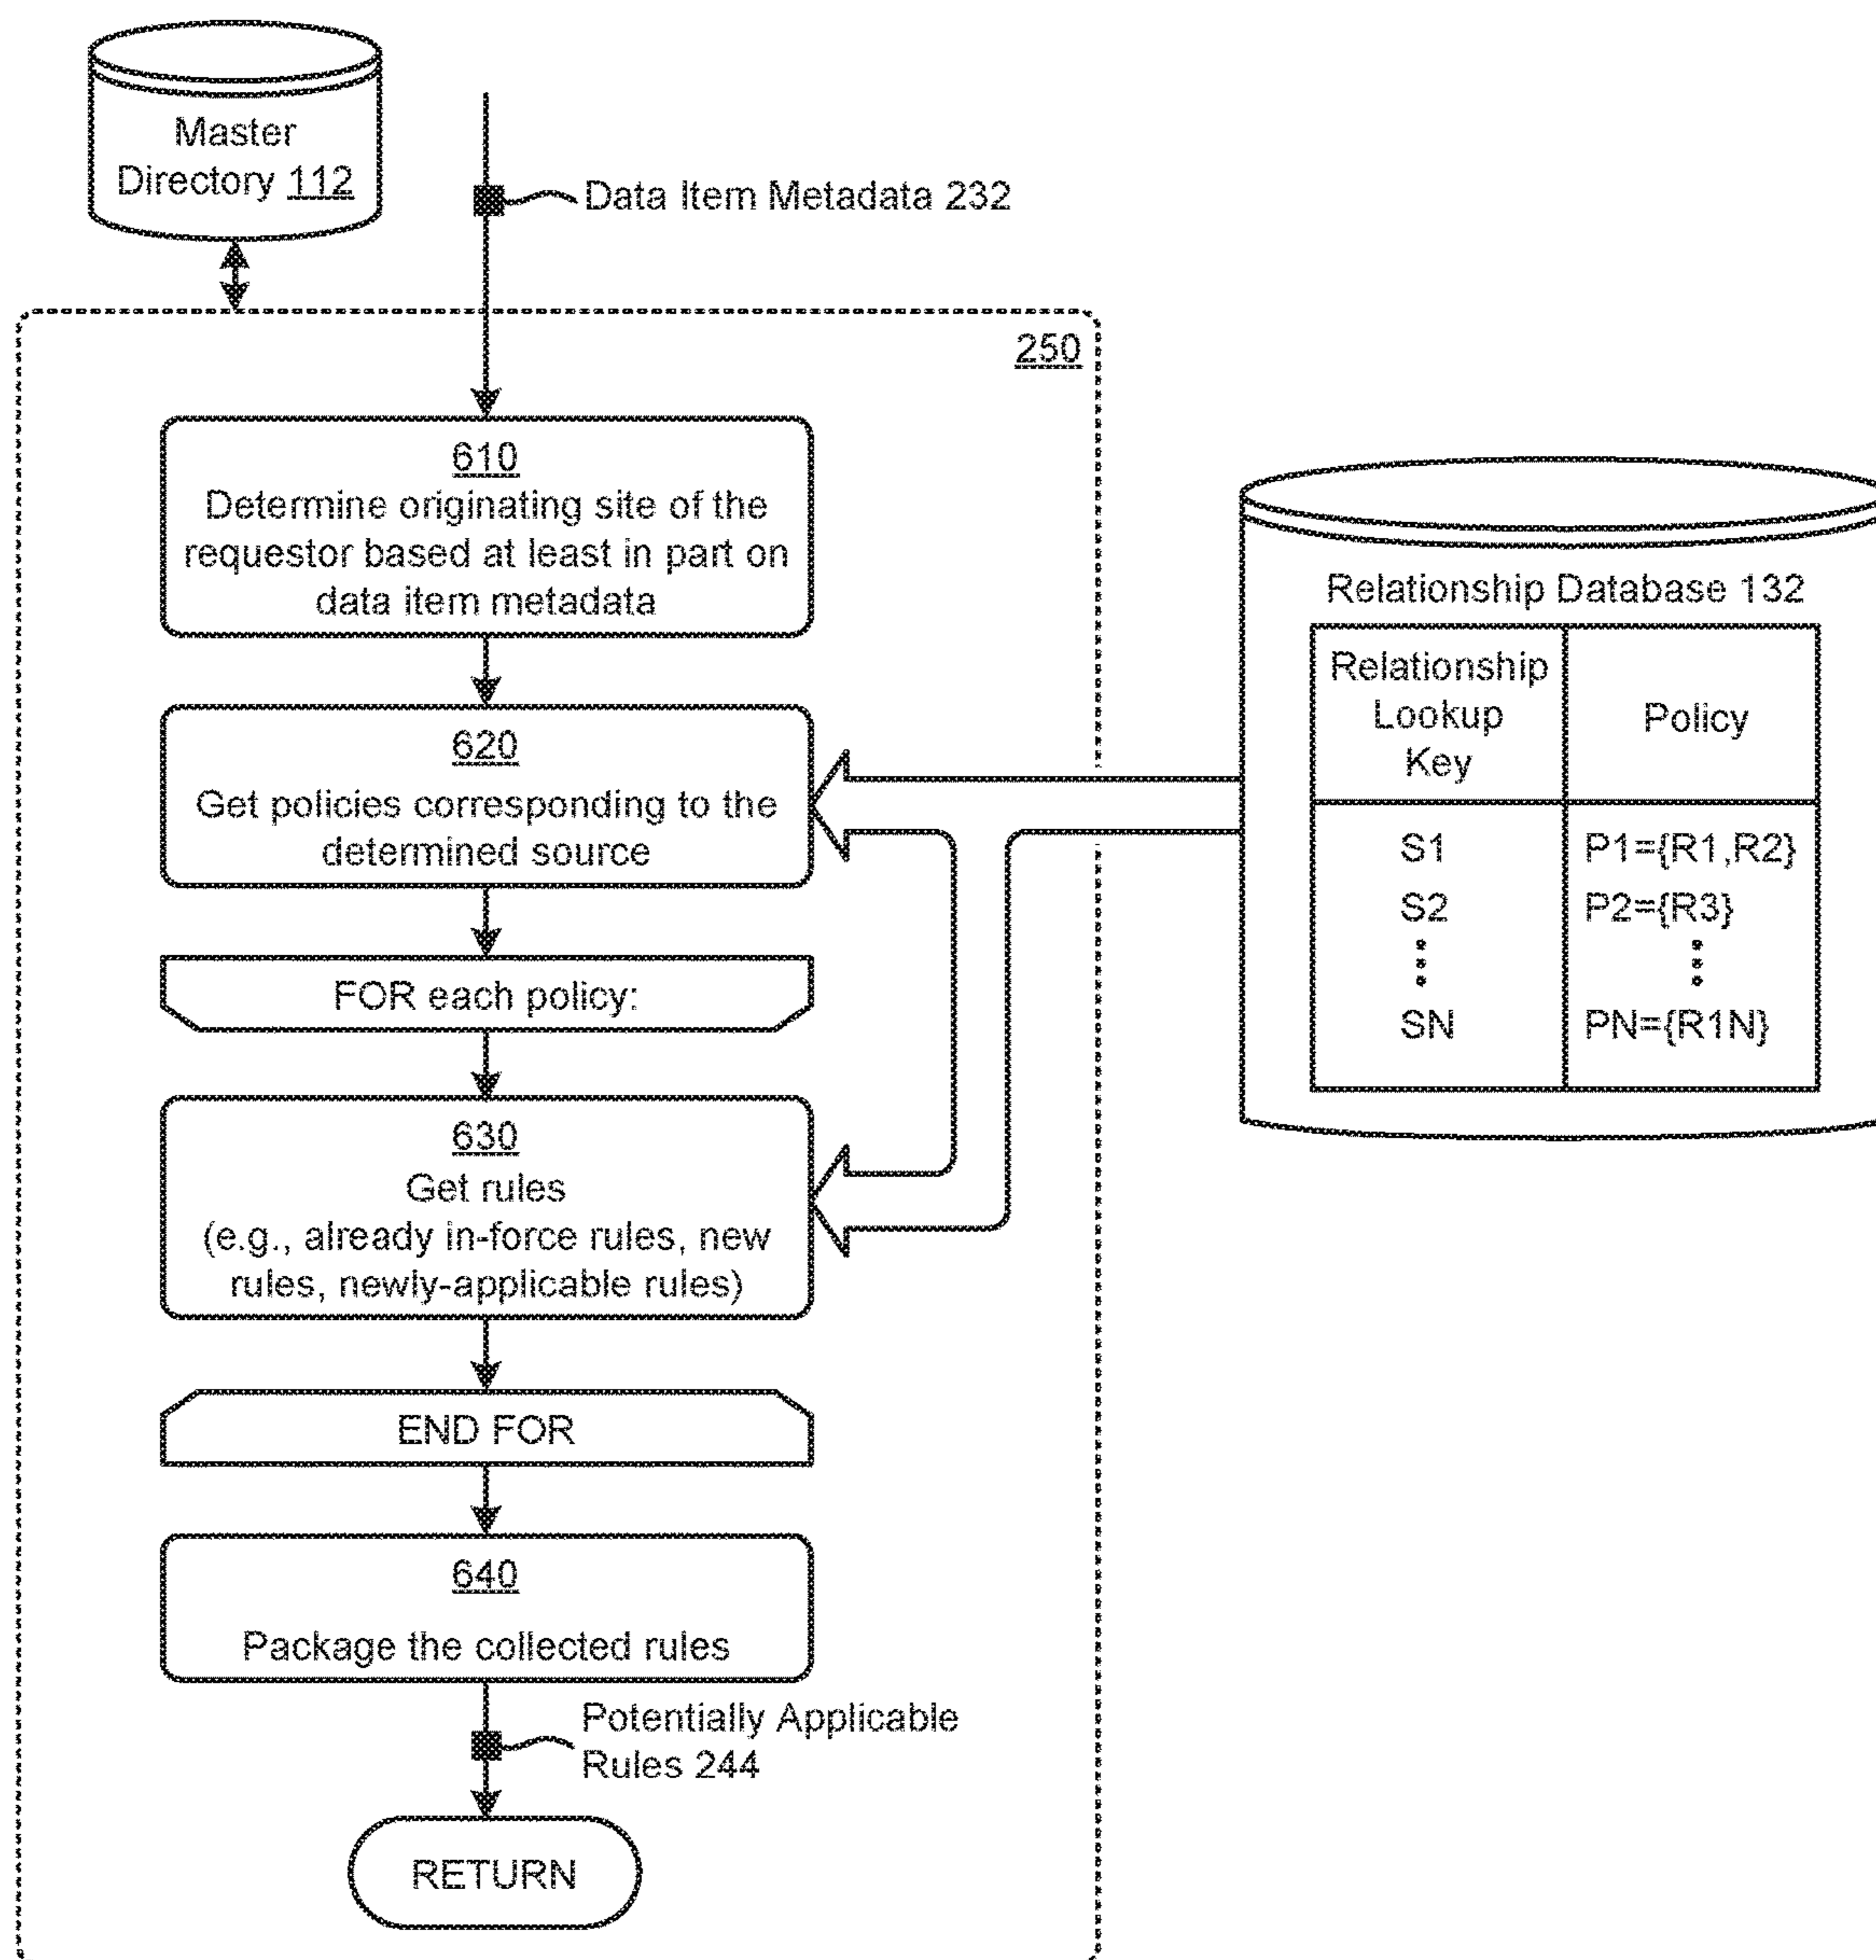 Master
Directory 112
Data Item Metadata 232
250
610
Determine originating site of the
requestor based at least in part on
data item metadata
620
Get policies corresponding to the
determined source
FOR each policy:
630
Get rules
(e.g., already in-force rules, new
rules, newly-applicable rules)
END FOR
640
Package the collected rules
Potentially Applicable
Rules 244
RETURN
Relationship Database 132
Relationship
Lookup
Key
Policy
S1 P1={R1,R2}
S2 P2={R3}
SN PN={R1N}